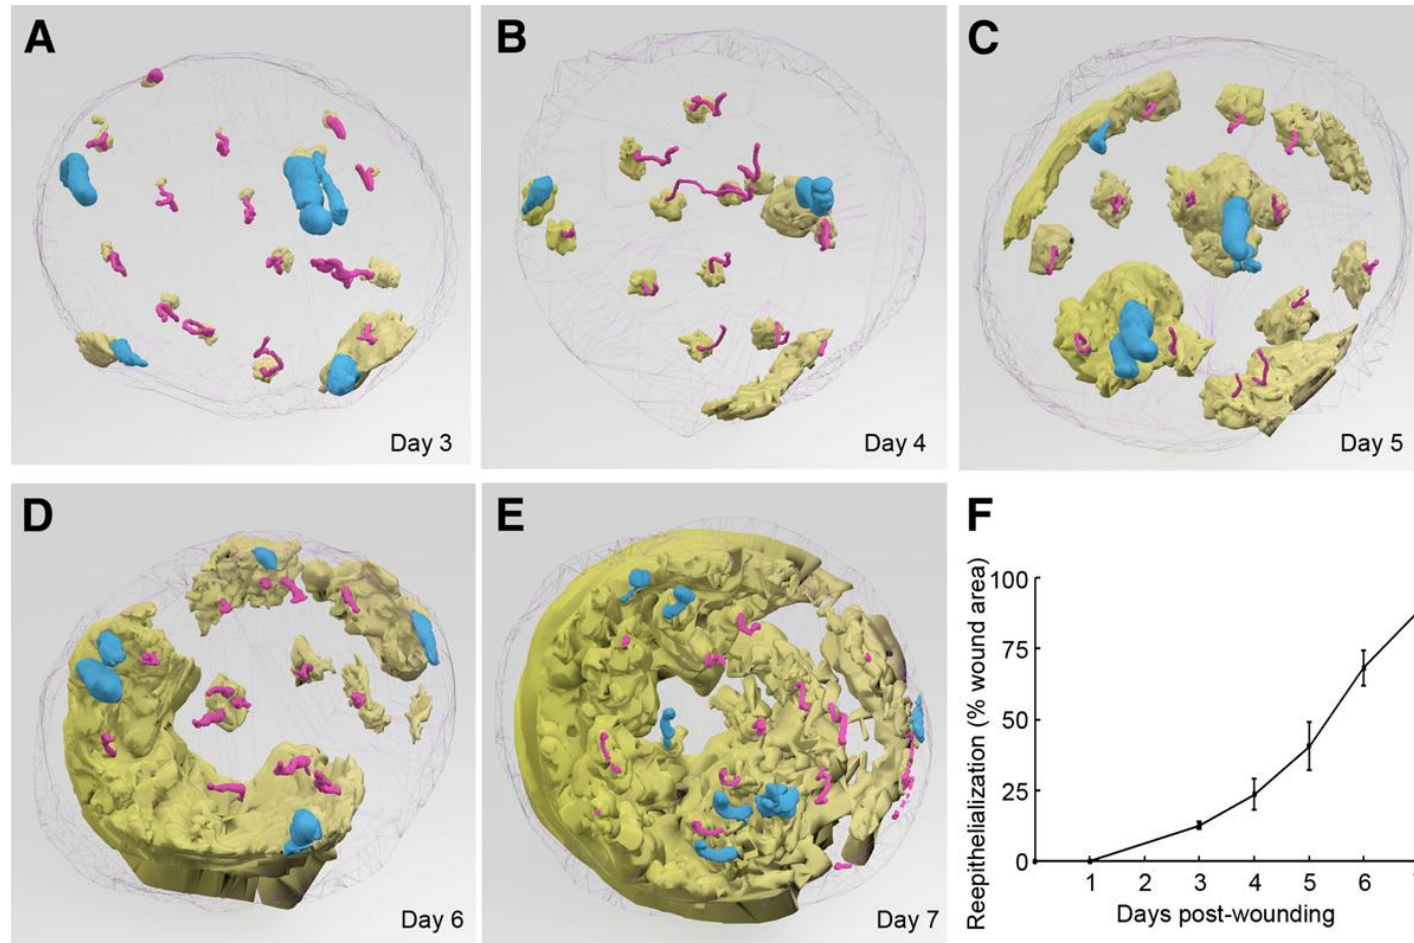 A
B
C
Day 3
Day 4
Day 5
D
E
F
Day 6
Day 7
Reepithelialization (% wound area)
100
75
50
25
0
1 2 3 4 5 6
Days post-wounding